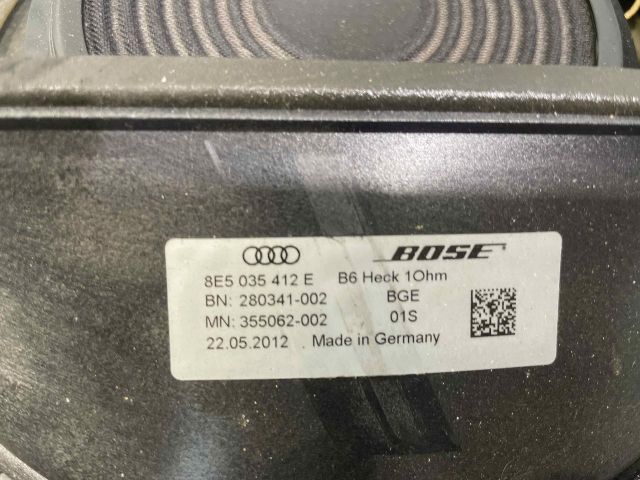 BOSE
8E5 035 412 E B6 Heck 1Ohm
BN: 280341-002 BGE
MN: 355062-002 01S
22.05.2012 Made in Germany